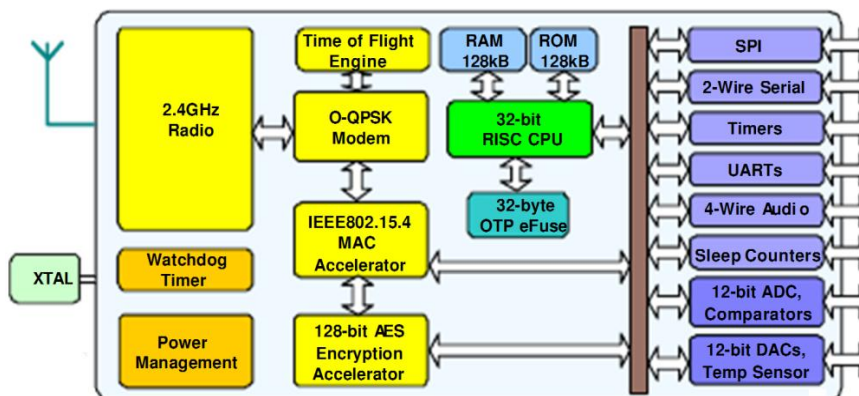 2.4GHz
Radio
Time of Flight
Engine
O-QPSK
Modem
IEEE802.15.4
MAC
Accelerator
128-bit AES
Encryption
Accelerator
XTAL
Watchdog
Timer
Power
Management
RAM
128kB
ROM
128kB
32-bit
RISC CPU
32-byte
OTP eFuse
SPI
2-Wire Serial
Timers
UARTs
4-Wire Audio
Sleep Counters
12-bit ADC,
Comparators
12-bit DACs,
Temp Sensor